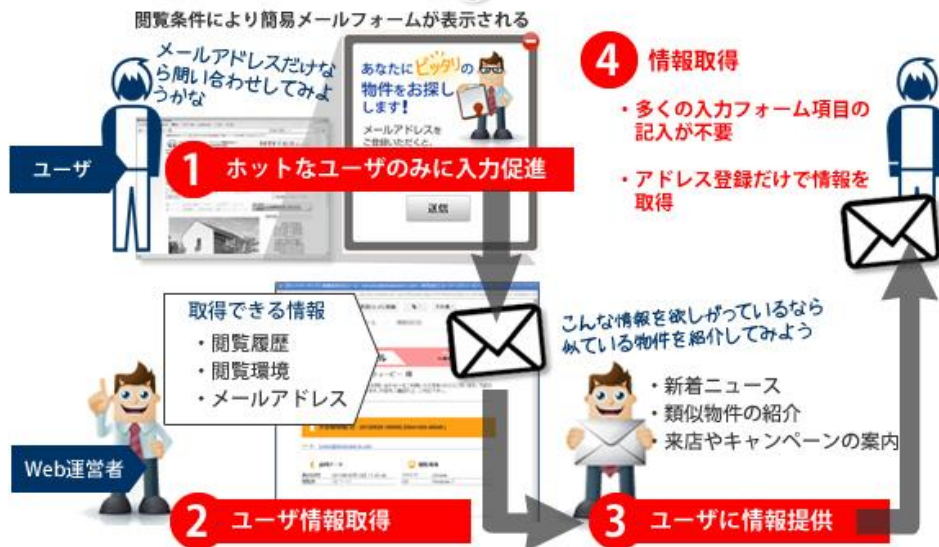 閲覧条件により簡易メールフォームが表示される
メールアドレスだけな
ら問い合わせしてみよ
うかな
あなたにピッタリの
物件をお探し
します!
メールアドレスを
ご登録いただくと、
送信
ユーザ
1 ホットなユーザのみに入力促進
4 情報取得
・多くの入力フォーム項目の
記入が不要
・アドレス登録だけで情報を
取得
取得できる情報
・閲覧履歴
・閲覧環境
・メールアドレス
Web運営者
2 ユーザ情報取得
こんな情報を欲しがっているなら
似ている物件を紹介してみよう
・新着ニュース
・類似物件の紹介
・来店やキャンペーンの案内
3 ユーザに情報提供